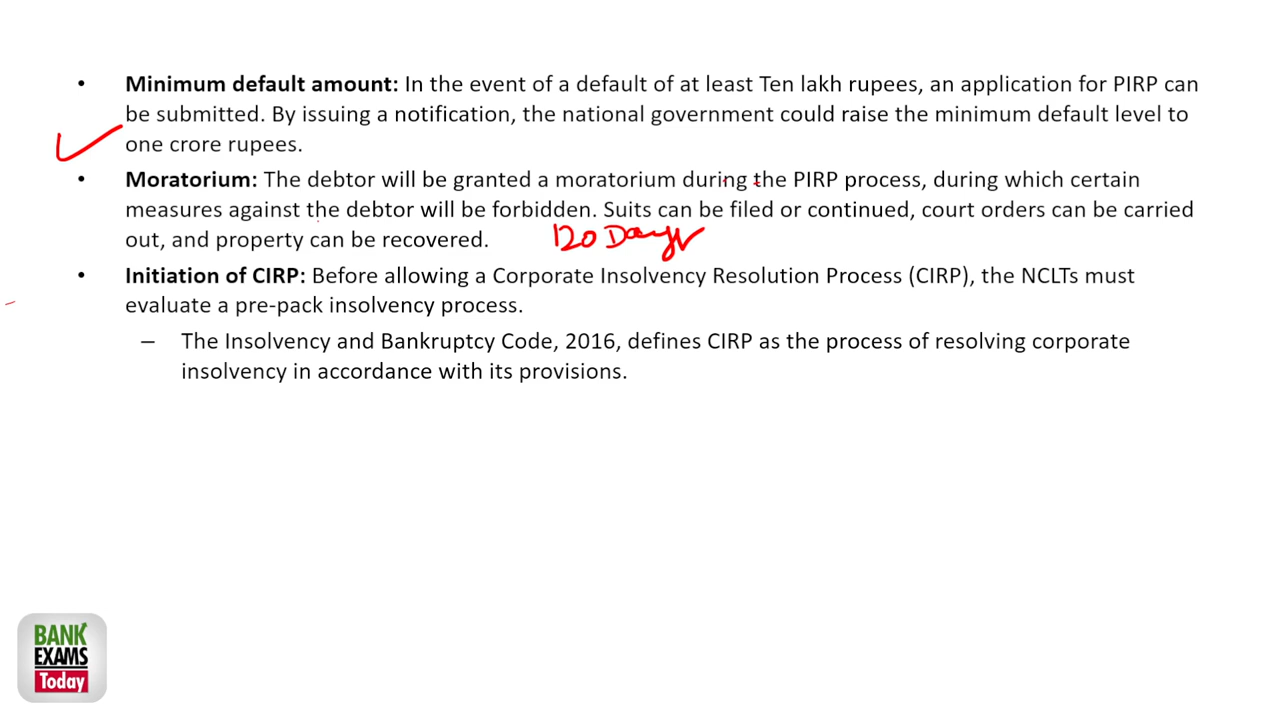 • Minimum default amount: In the event of a default of at least Ten lakh rupees, an application for PIRP can
be submitted. By issuing a notification, the national government could raise the minimum default level to
one crore rupees.
• Moratorium: The debtor will be granted a moratorium during the PIRP process, during which certain
measures against the debtor will be forbidden. Suits can be filed or continued, court orders can be carried
out, and property can be recovered. 120 Days
• Initiation of CIRP: Before allowing a Corporate Insolvency Resolution Process (CIRP), the NCLTs must
evaluate a pre-pack insolvency process.
– The Insolvency and Bankruptcy Code, 2016, defines CIRP as the process of resolving corporate
insolvency in accordance with its provisions.
BANK
EXAMS
Today